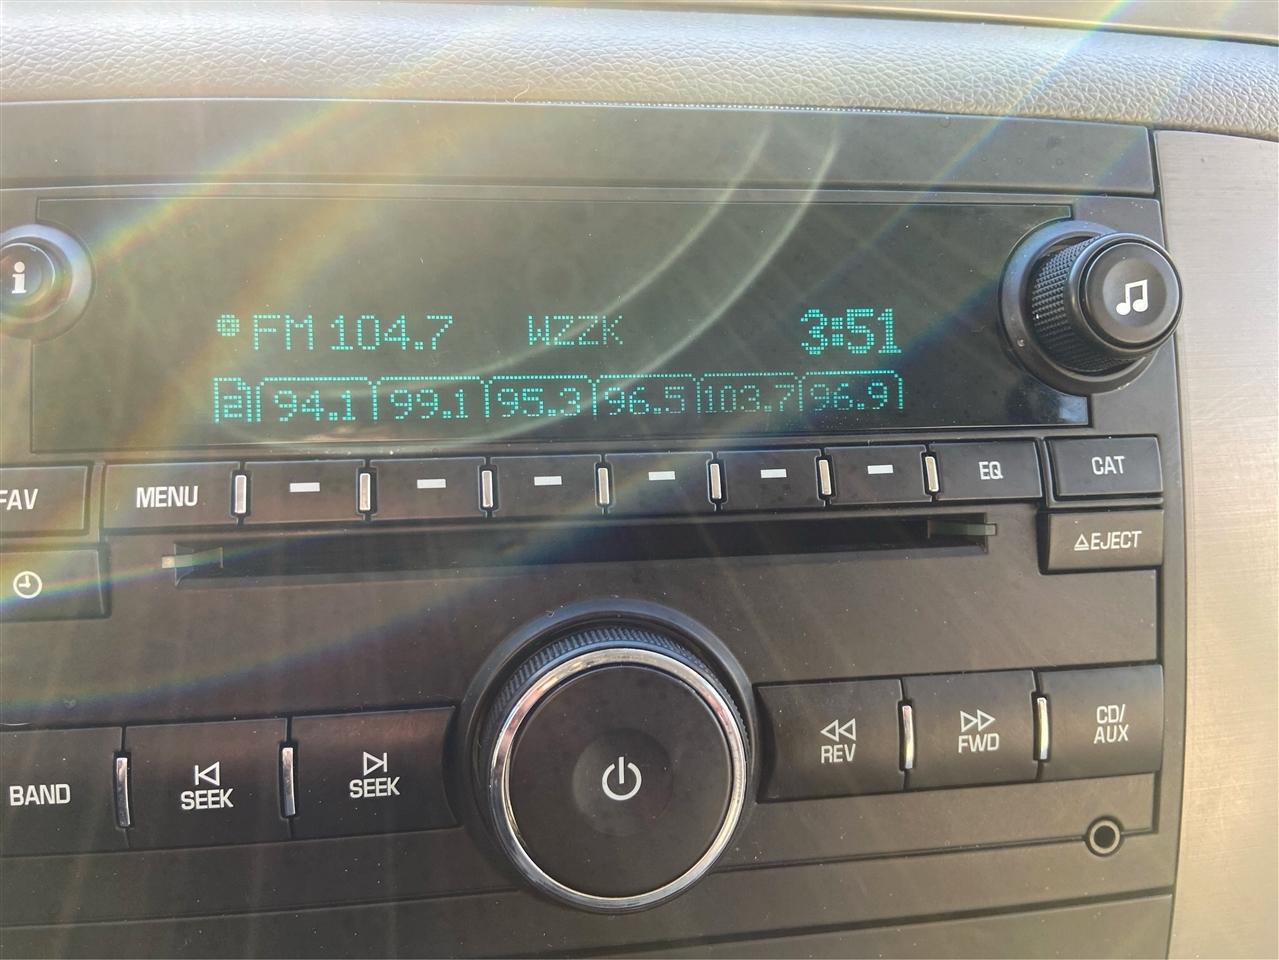 i
FM 104.7 WZZK 3:51
2 94.1 99.1 95.3 96.5 103.7 96.9
FAV MENU EQ CAT
EJECT
BAND SEEK SEEK REV FWD CD/
AUX